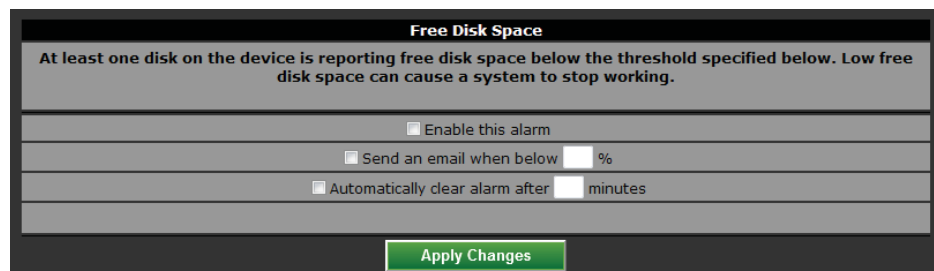 Free Disk Space
At least one disk on the device is reporting free disk space below the threshold specified below. Low free
disk space can cause a system to stop working.
Enable this alarm
Send an email when below %
Automatically clear alarm after minutes
Apply Changes